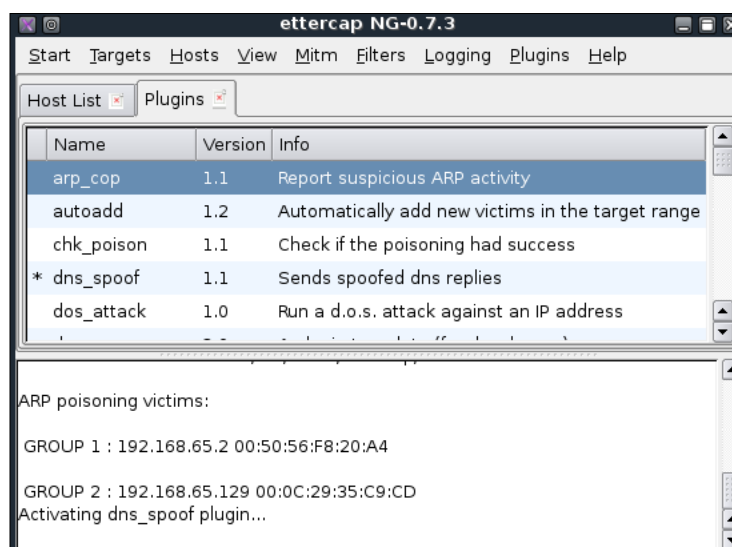 ettercap NG-0.7.3
Start Targets Hosts View Mitm Filters Logging Plugins Help
Host List Plugins
Name Version Info
arp_cop 1.1 Report suspicious ARP activity
autoadd 1.2 Automatically add new victims in the target range
chk_poison 1.1 Check if the poisoning had success
* dns_spoof 1.1 Sends spoofed dns replies
dos_attack 1.0 Run a d.o.s. attack against an IP address
ARP poisoning victims:
GROUP 1 : 192.168.65.2 00:50:56:F8:20:A4
GROUP 2 : 192.168.65.129 00:0C:29:35:C9:CD
Activating dns_spoof plugin...